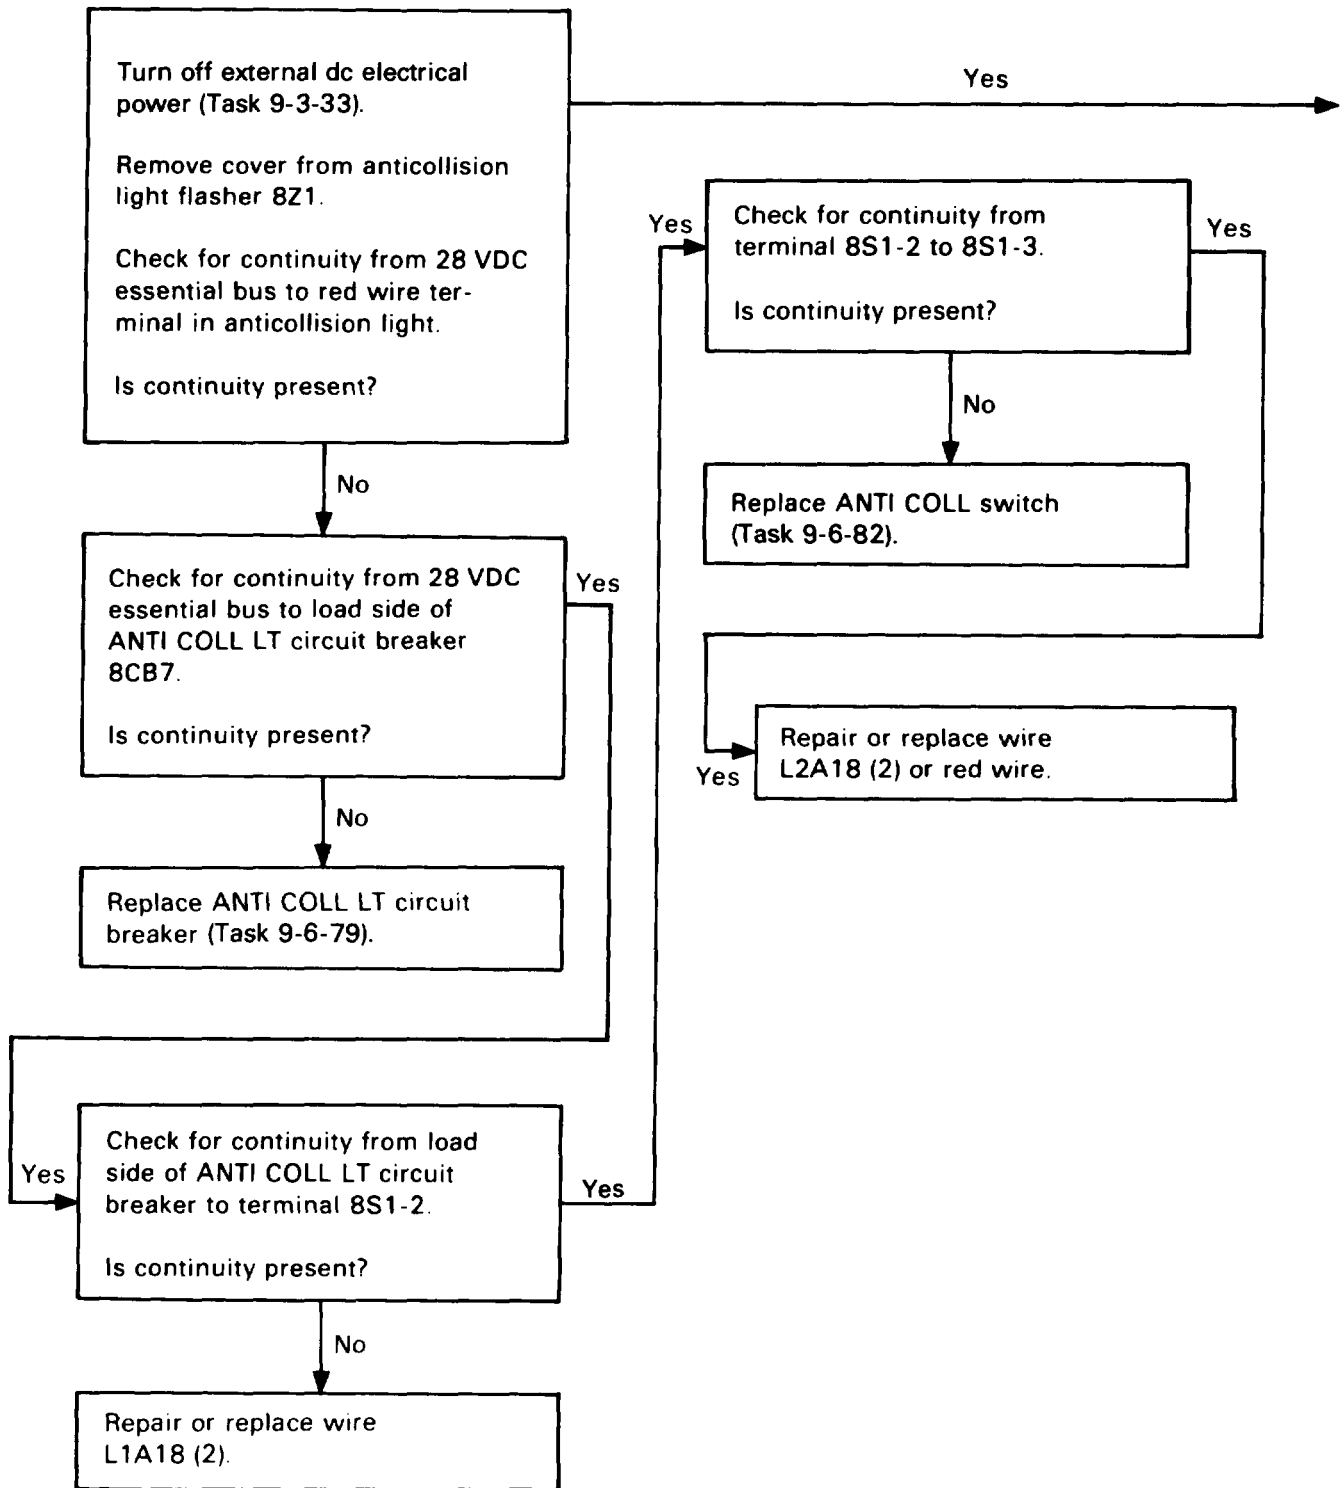 Turn off external dc electrical
power (Task 9-3-33).
Remove cover from anticollision
light flasher 8Z1.
Check for continuity from 28 VDC
essential bus to red wire ter-
minal in anticollision light.
Is continuity present?
Yes
No
Check for continuity from 28 VDC
essential bus to load side of
ANTI COLL LT circuit breaker
8CB7.
Is continuity present?
Yes
No
Replace ANTI COLL LT circuit
breaker (Task 9-6-79).
Yes
Check for continuity from load
side of ANTI COLL LT circuit
breaker to terminal 8S1-2.
Is continuity present?
Yes
No
Repair or replace wire
L1A18 (2).
Yes
Check for continuity from
terminal 8S1-2 to 8S1-3.
Is continuity present?
Yes
No
Replace ANTI COLL switch
(Task 9-6-82).
Yes
Repair or replace wire
L2A18 (2) or red wire.